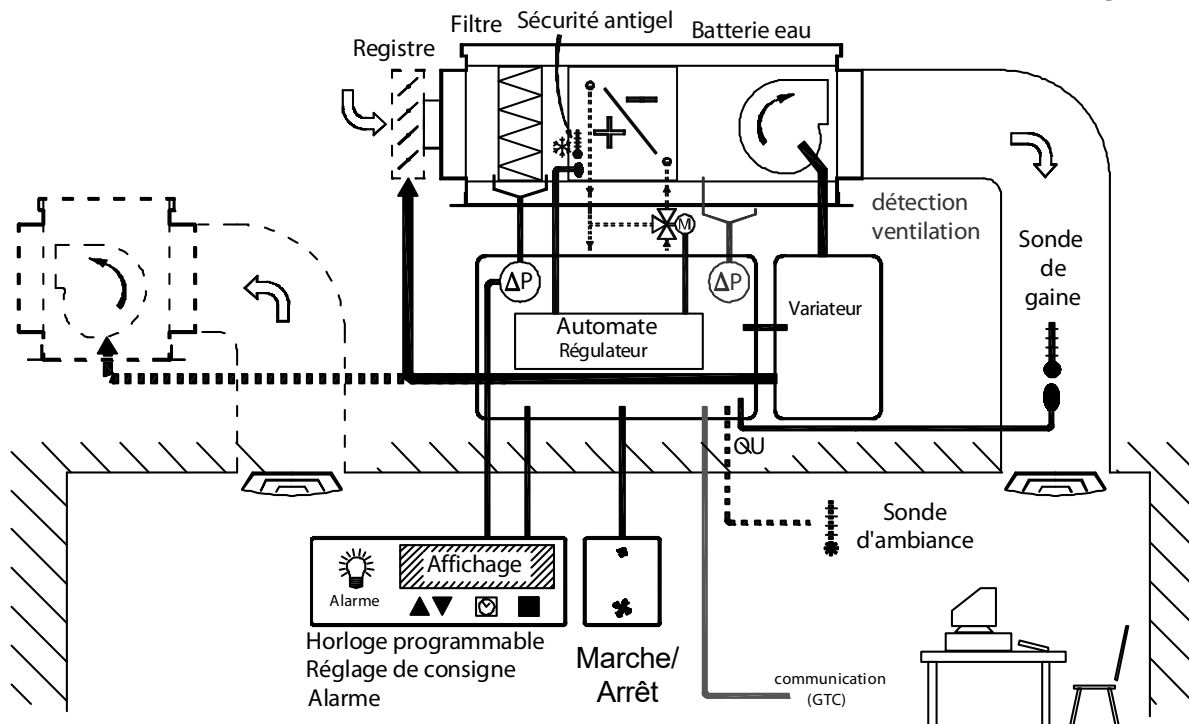 Filtre
Sécurité antigel
Batterie eau
Registre
détection
ventilation
Sonde
de
gaine
M
ΔP
ΔP
Variateur
Automate
Régulateur
OU
Sonde
d'ambiance
Affichage
Alarme
Horloge programmable
Réglage de consigne
Alarme
Marche/
Arrêt
communication
(GTC)